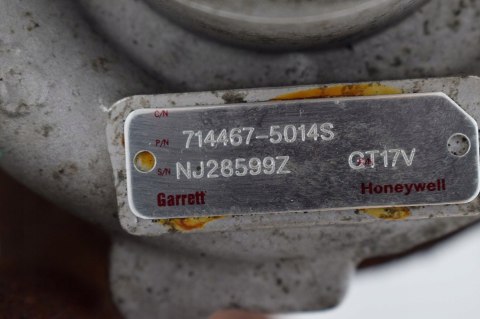 C/N
P/N 714467-5014S
S/N NJ28599Z GT17V
Garrett Honeywell